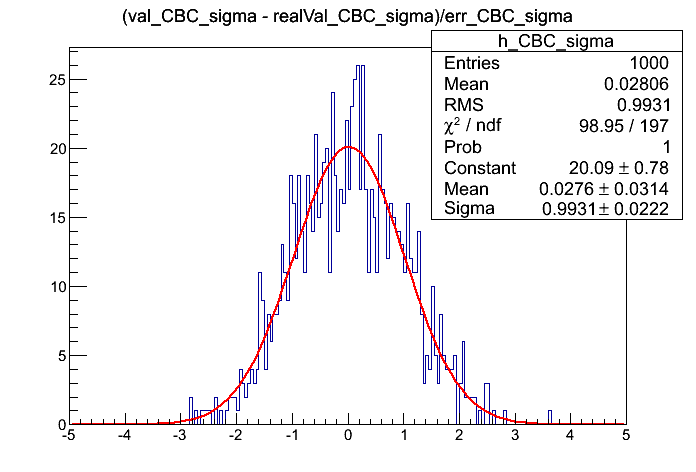 (val_CBC_sigma - realVal_CBC_sigma)/err_CBC_sigma
h_CBC_sigma
Entries 1000
Mean 0.02806
RMS 0.9931
χ² / ndf 98.95 / 197
Prob 1
Constant 20.09 ± 0.78
Mean 0.0276 ± 0.0314
Sigma 0.9931 ± 0.0222
25
20
15
10
5
0
-5 -4 -3 -2 -1 0 1 2 3 4 5